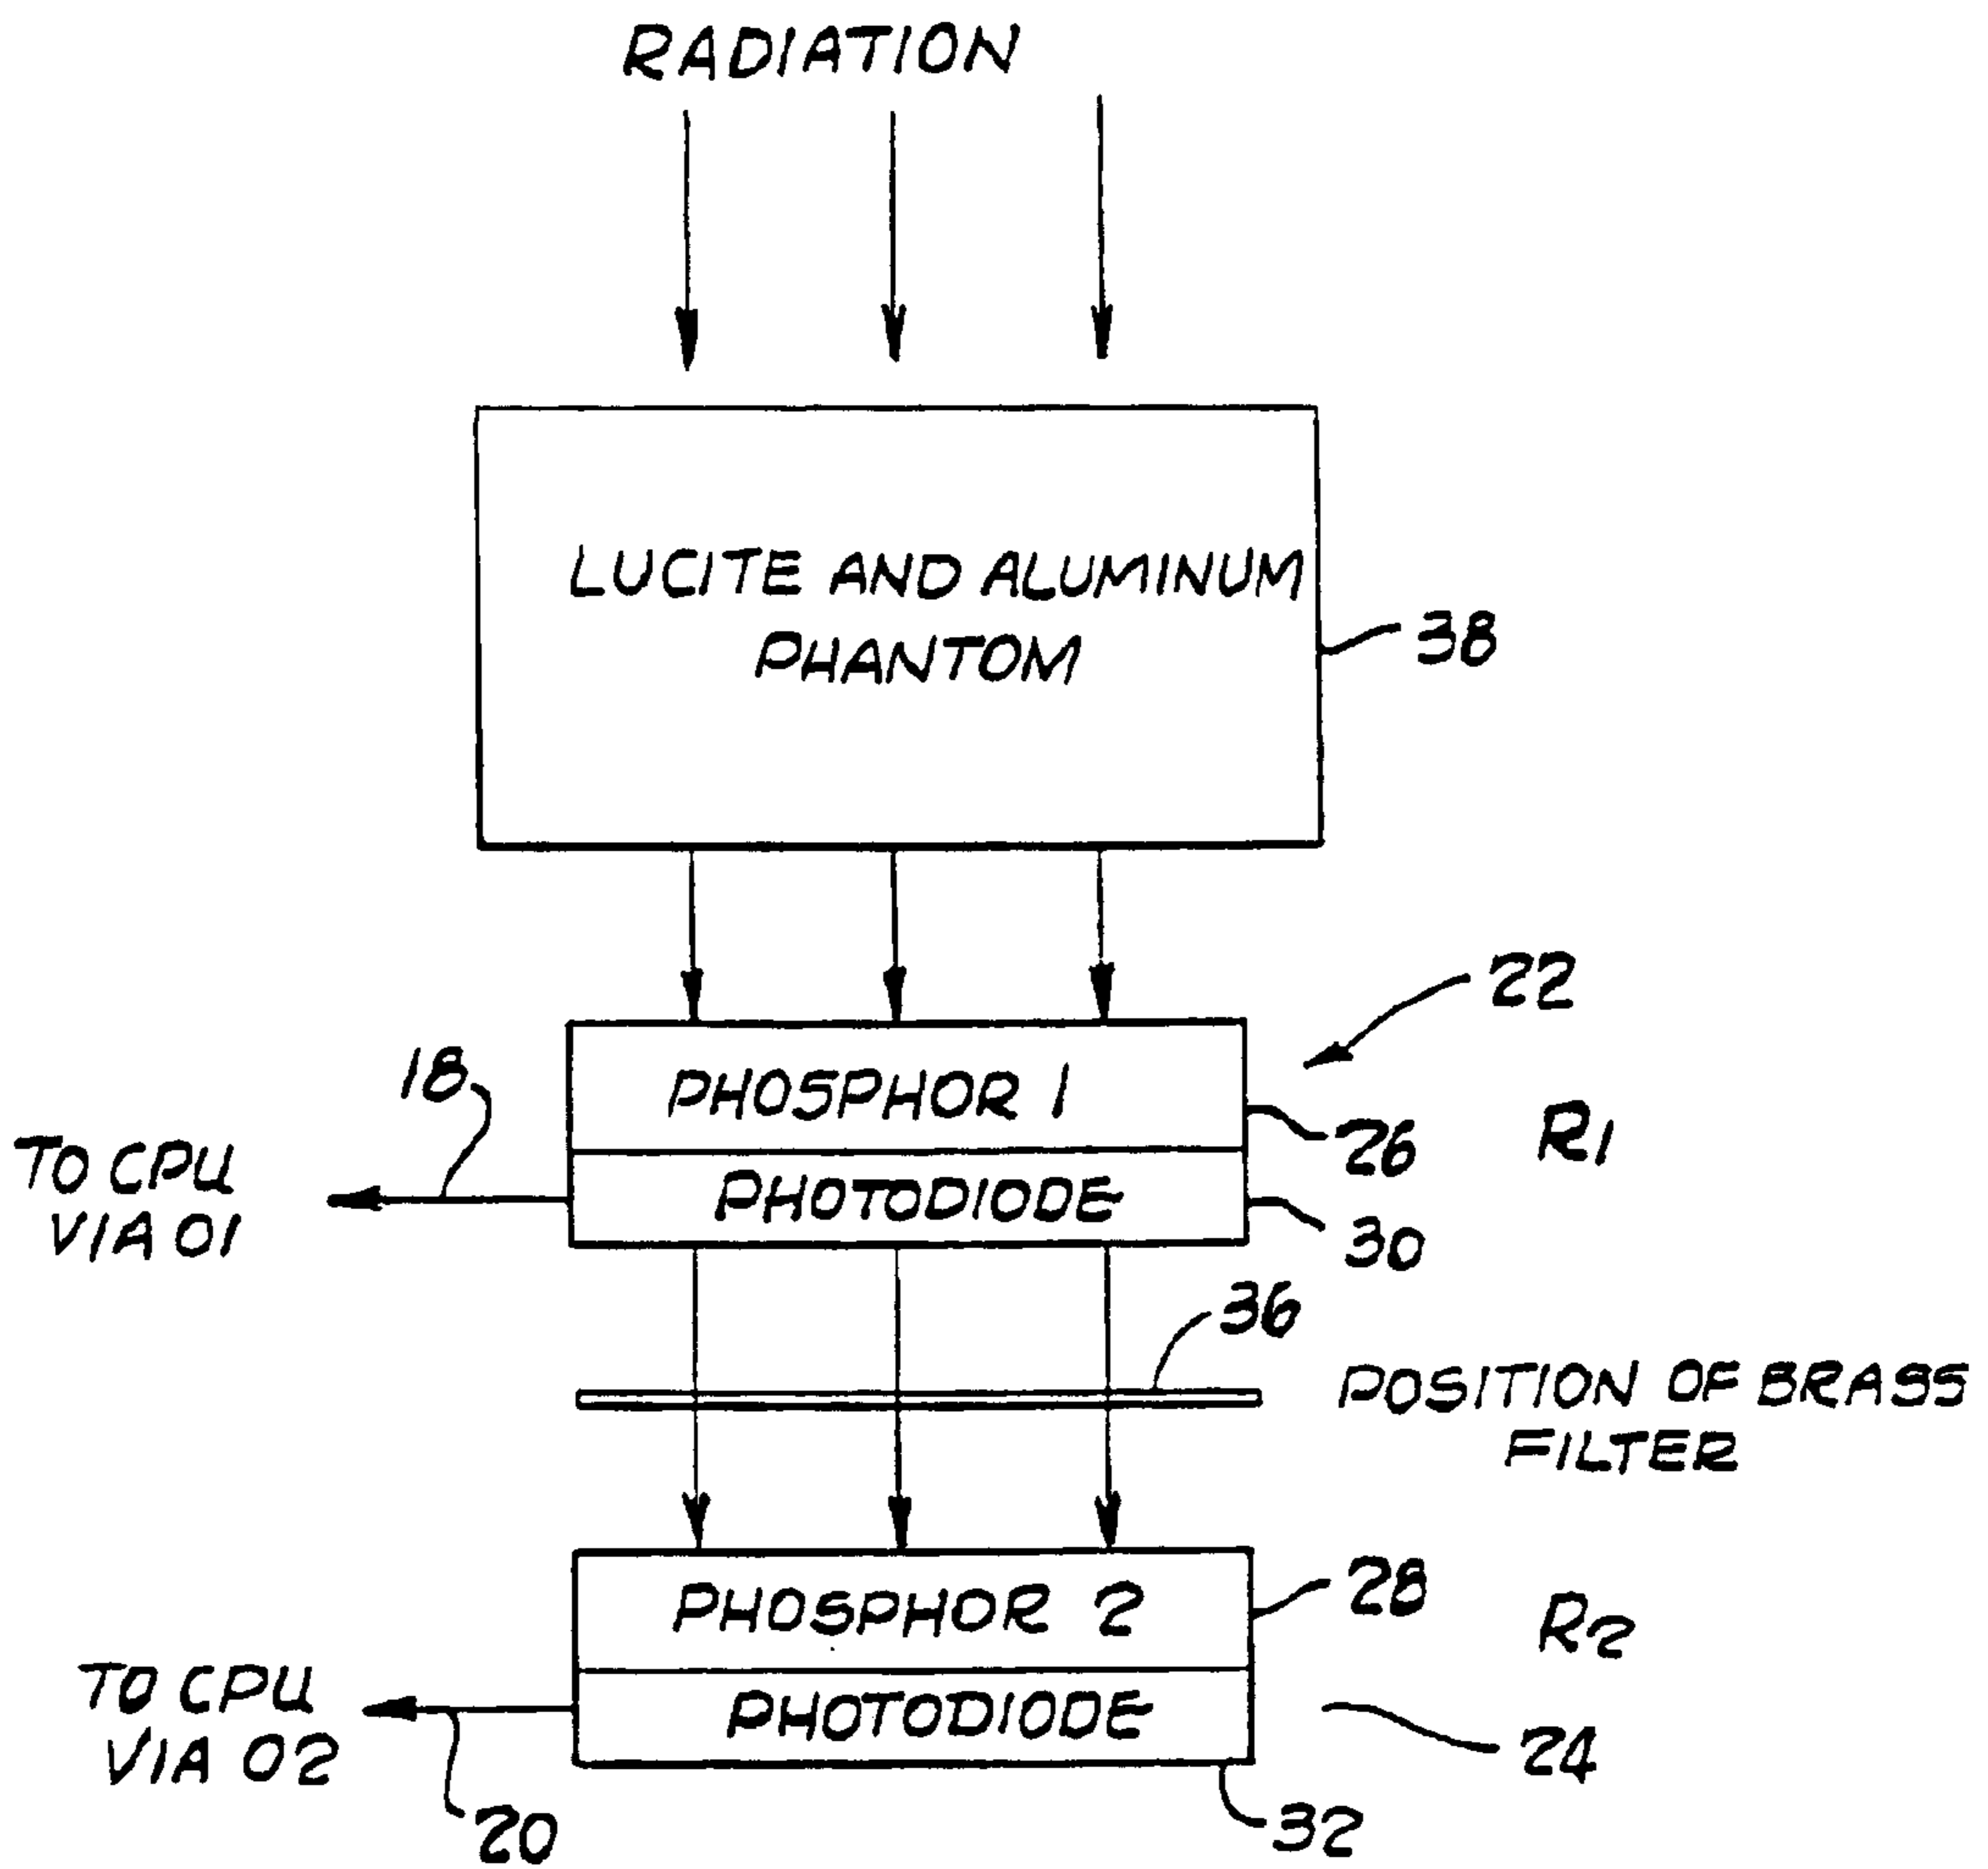 RADIATION
LUCITE AND ALUMINUM
PHANTOM
38
22
PHOSPHOR 1
18
26
R1
TO CPU
VIA 01
PHOTODIODE
30
36
POSITION OF BRASS
FILTER
PHOSPHOR 2
28
R2
TO CPU
VIA 02
PHOTODIODE
24
20
32